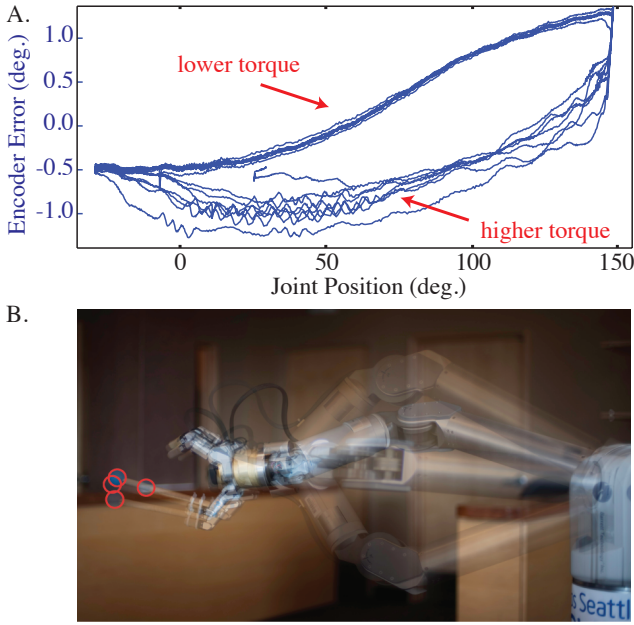 A.
Encoder Error (deg.)
1.0
0.5
0.0
-0.5
-1.0
lower torque
higher torque
0
50
100
150
Joint Position (deg.)
B.
Seattl